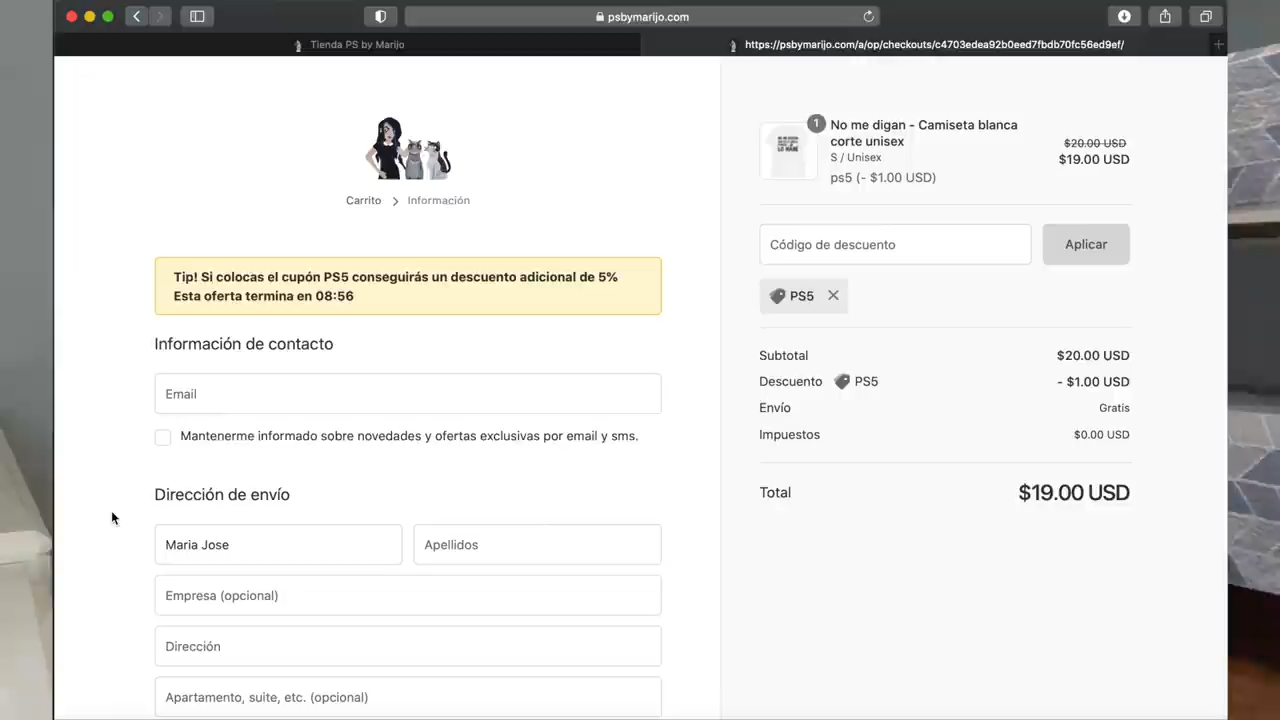 psbymarijo.com
Tienda PS by Marijo
https://psbymarijo.com/a/op/checkouts/c4703edea92b0eed7fbdb70fc56ed9ef/
Carrito > Información
Tip! Si colocas el cupón PS5 conseguirás un descuento adicional de 5%
Esta oferta termina en 08:56
Información de contacto
Email
Mantenerme informado sobre novedades y ofertas exclusivas por email y sms.
Dirección de envío
Maria Jose
Apellidos
Empresa (opcional)
Dirección
Apartamento, suite, etc. (opcional)
1
No me digan - Camiseta blanca
corte unisex
S / Unisex
ps5 (- $1.00 USD)
$20.00 USD
$19.00 USD
Código de descuento
Aplicar
PS5
Subtotal $20.00 USD
Descuento PS5 - $1.00 USD
Envío Gratis
Impuestos $0.00 USD
Total $19.00 USD